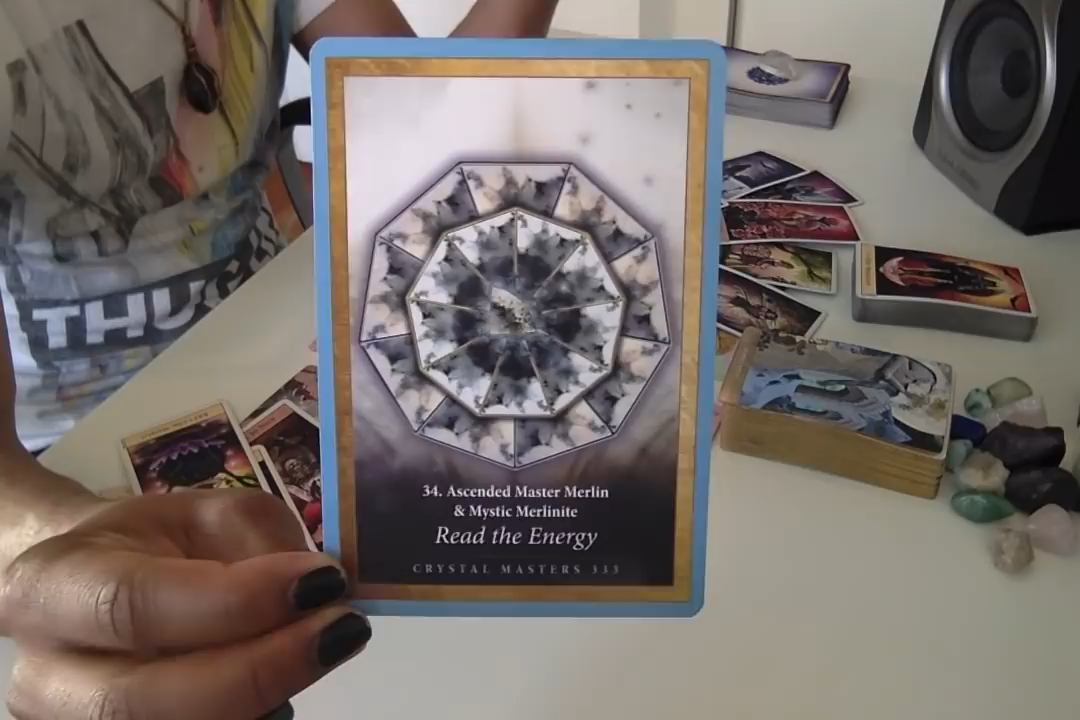 THU
34. Ascended Master Merlin
& Mystic Merlinite
Read the Energy
CRYSTAL MASTERS 333